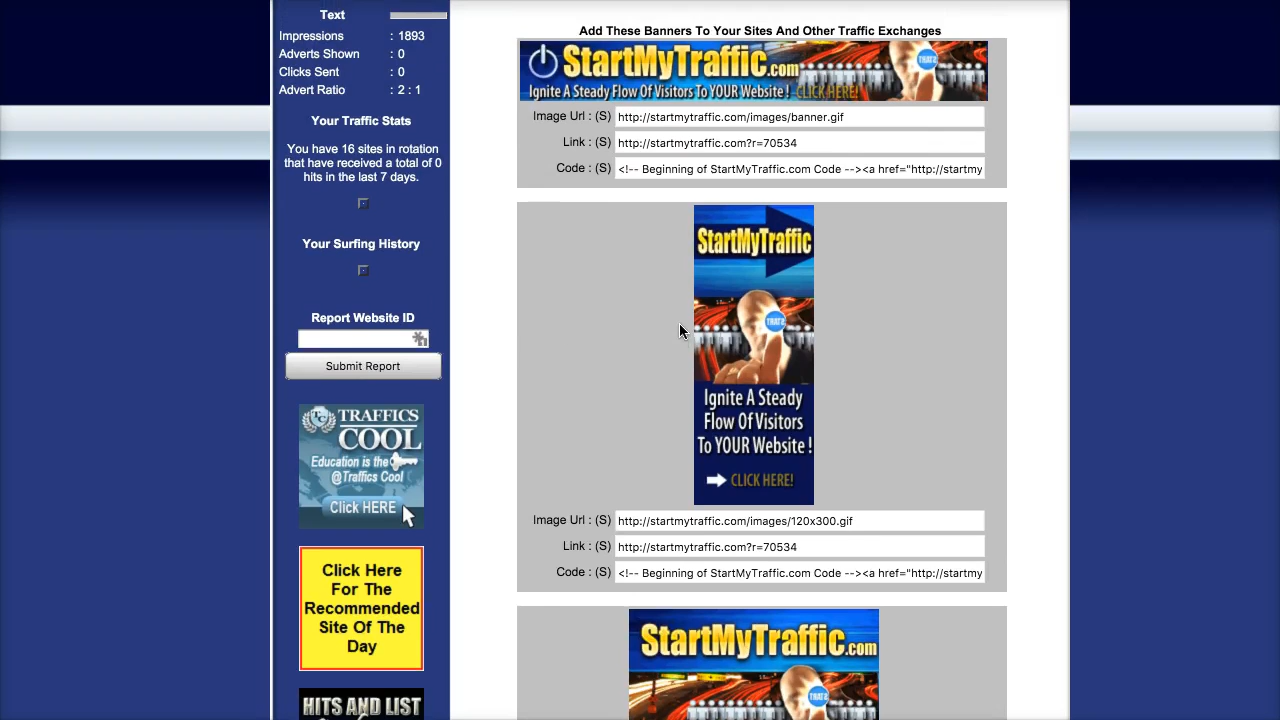 Text
Impressions : 1893
Adverts Shown : 0
Clicks Sent : 0
Advert Ratio : 2 : 1
Your Traffic Stats
You have 16 sites in rotation
that have received a total of 0
hits in the last 7 days.
Your Surfing History
Report Website ID
Submit Report
TRAFFICS
COOL
Education is the
@Traffics Cool
Click HERE
Click Here
For The
Recommended
Site Of The
Day
HITS AND LIST
Add These Banners To Your Sites And Other Traffic Exchanges
StartMyTraffic.com
THAT'S
Ignite A Steady Flow Of Visitors To YOUR Website ! CLICK HERE!
Image Url : (S) http://startmytraffic.com/images/banner.gif
Link : (S) http://startmytraffic.com?r=70534
Code : (S) <!-- Beginning of StartMyTraffic.com Code --><a href="http://startmy
StartMyTraffic
THAT'S
Ignite A Steady
Flow Of Visitors
To YOUR Website !
CLICK HERE!
Image Url : (S) http://startmytraffic.com/images/120x300.gif
Link : (S) http://startmytraffic.com?r=70534
Code : (S) <!-- Beginning of StartMyTraffic.com Code --><a href="http://startmy
StartMyTraffic.com
THAT'S